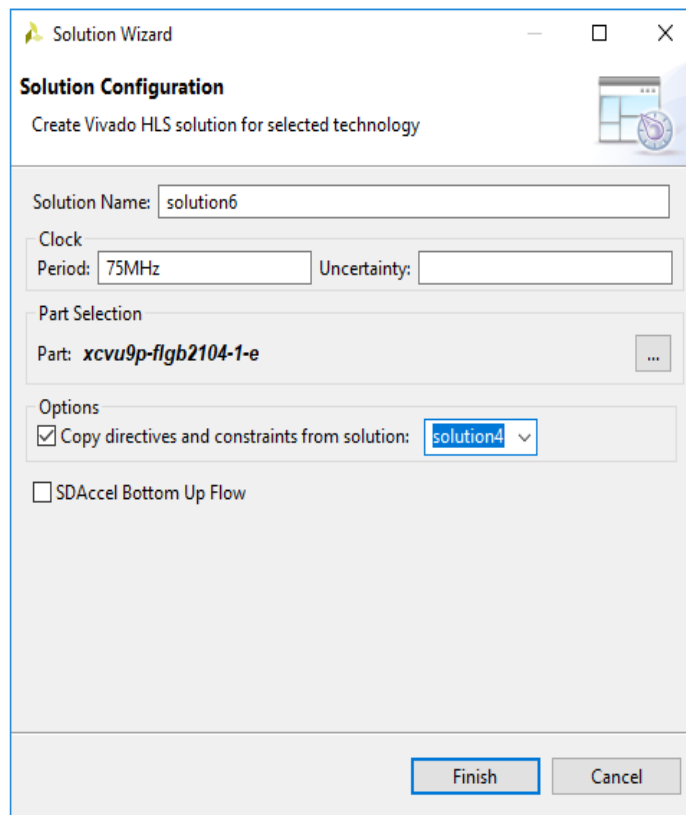 Solution Wizard
Solution Configuration
Create Vivado HLS solution for selected technology
Solution Name: solution6
Clock
Period: 75MHz Uncertainty:
Part Selection
Part: xcvu9p-flgb2104-1-e ...
Options
Copy directives and constraints from solution: solution4
SDAccel Bottom Up Flow
Finish Cancel